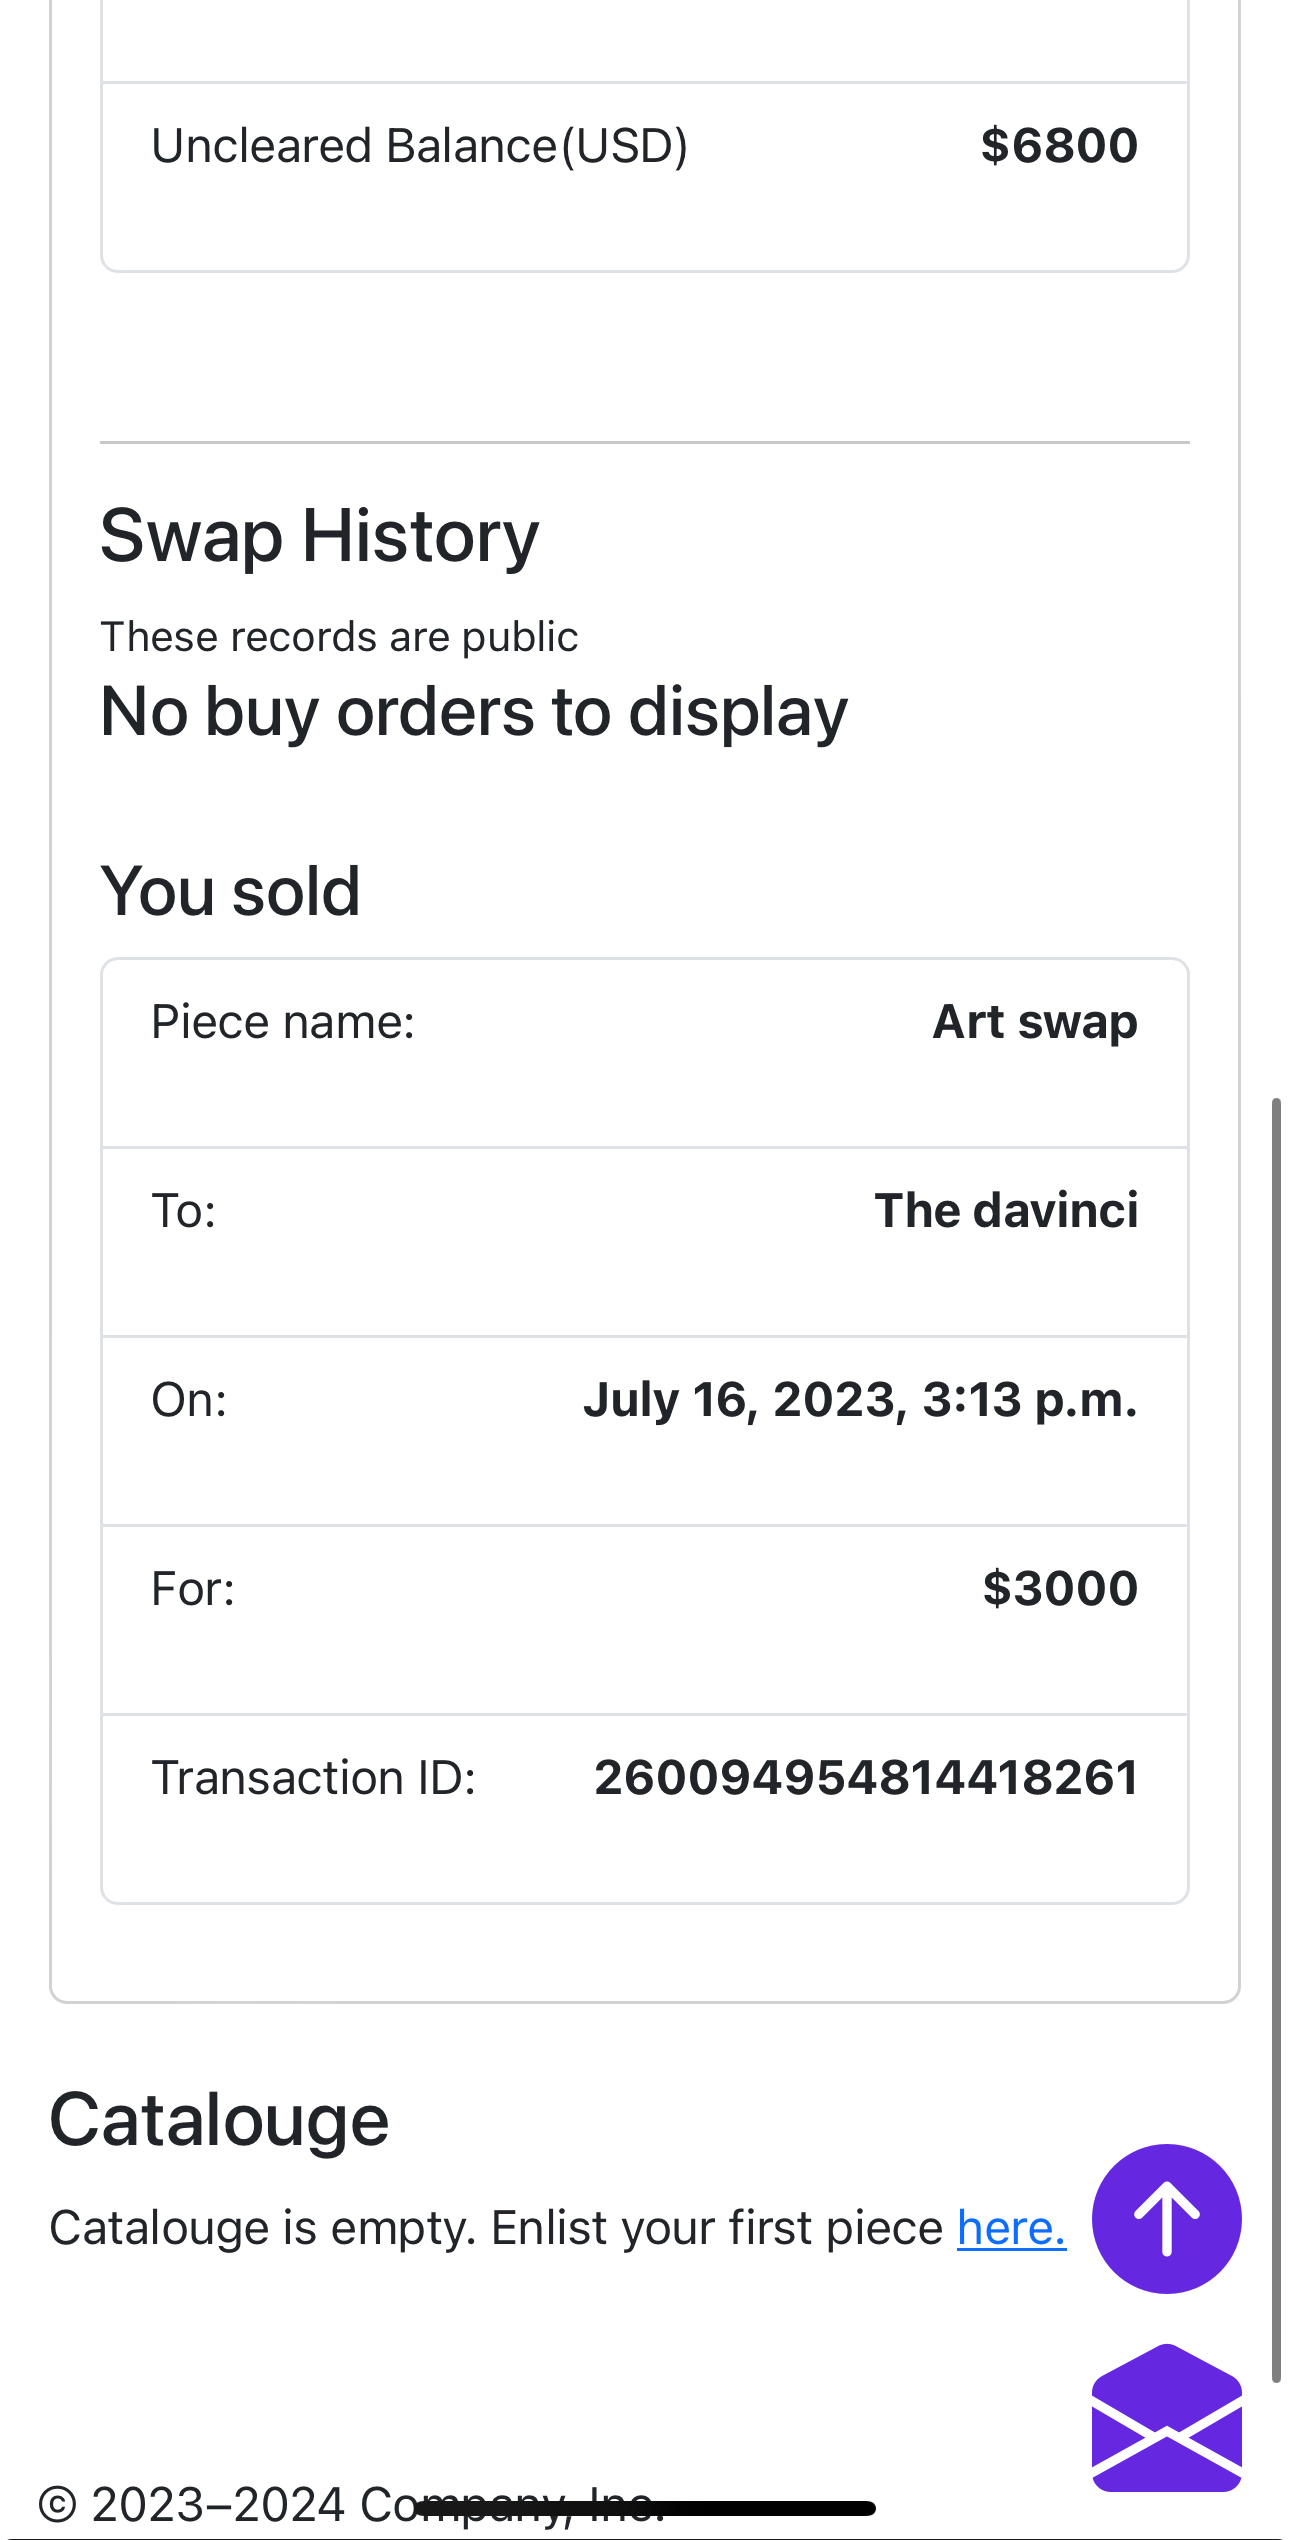 Uncleared Balance(USD) $6800
Swap History
These records are public
No buy orders to display
You sold
Piece name: Art swap
To: The davinci
On: July 16, 2023, 3:13 p.m.
For: $3000
Transaction ID: 260094954814418261
Catalouge
Catalouge is empty. Enlist your first piece here.
© 2023–2024 Company, Inc.